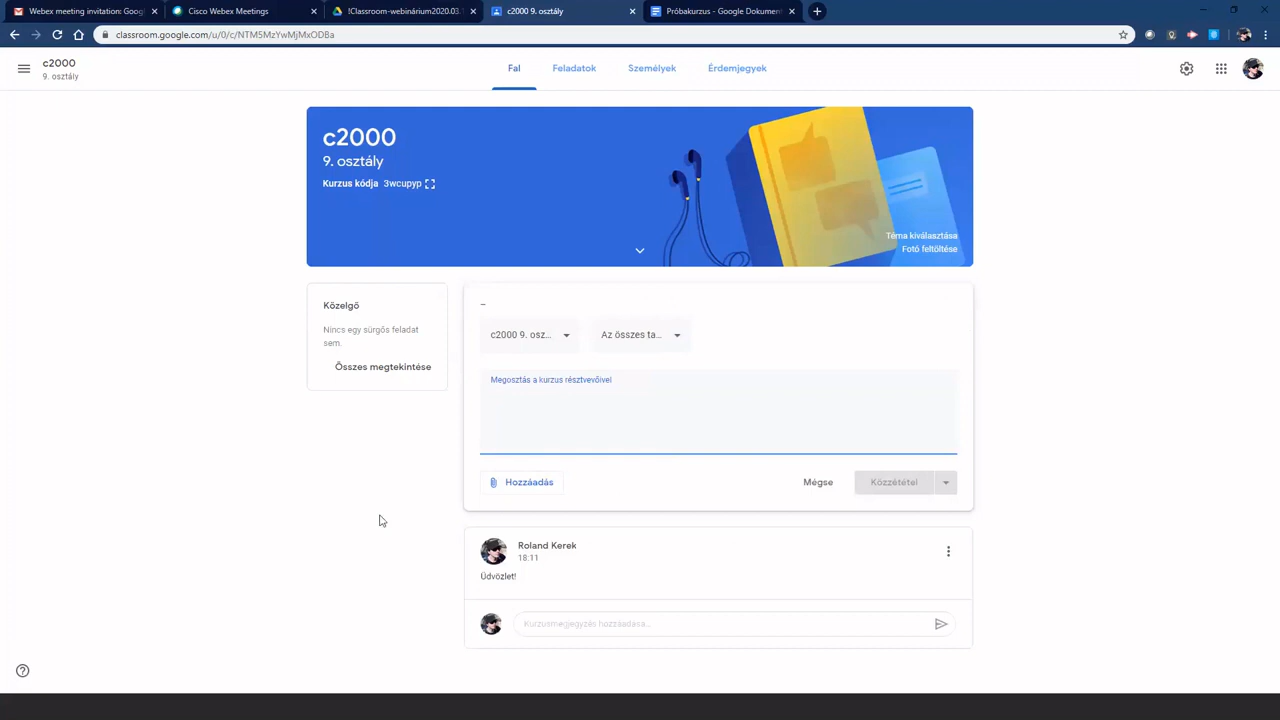 Webex meeting invitation: Goog
Cisco Webex Meetings
!Classroom-webinárium2020.03.1
c2000 9. osztály
Próbakurzus - Google Dokument
classroom.google.com/u/0/c/NTM5MzYwMjMxODBa
c2000
9. osztály
Fal
Feladatok
Személyek
Érdemjegyek
c2000
9. osztály
Kurzus kódja 3wcupyp
Téma kiválasztása
Fotó feltöltése
Közelgő
Nincs egy sürgős feladat
sem.
Összes megtekintése
–
c2000 9. osz...
Az összes ta...
Megosztás a kurzus résztvevőivel
Hozzáadás
Mégse
Közzététel
Roland Kerek
18:11
Üdvözlet!
Kurzusmegjegyzés hozzáadása…